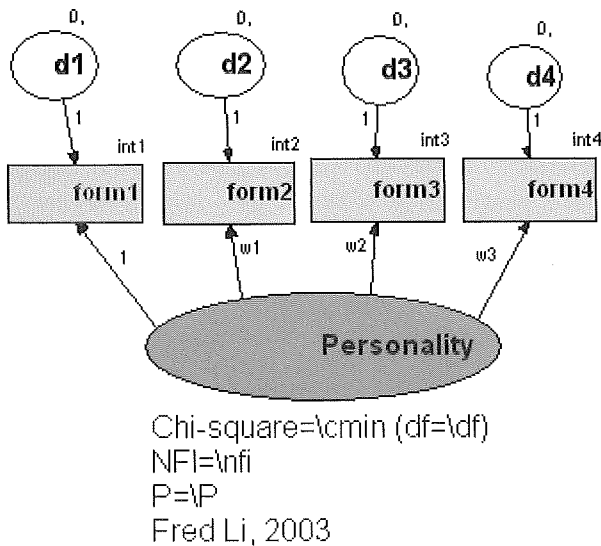 0, 0, 0, 0,
d1 d2 d3 d4
1 1 1 1
int1 int2 int3 int4
form1 form2 form3 form4
1 w1 w2 w3
Personality
Chi-square=\cmin (df=\df)
NFI=\nfi
P=\P
Fred Li, 2003